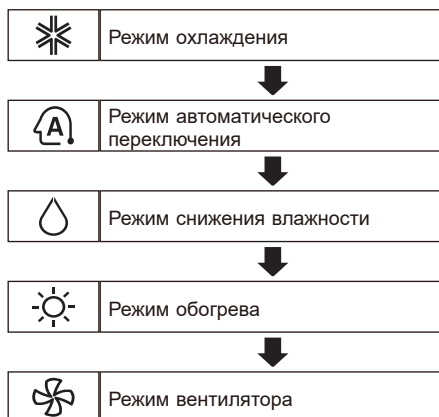 Режим охлаждения
A
Режим автоматического
переключения
Режим снижения влажности
Режим обогрева
Режим вентилятора